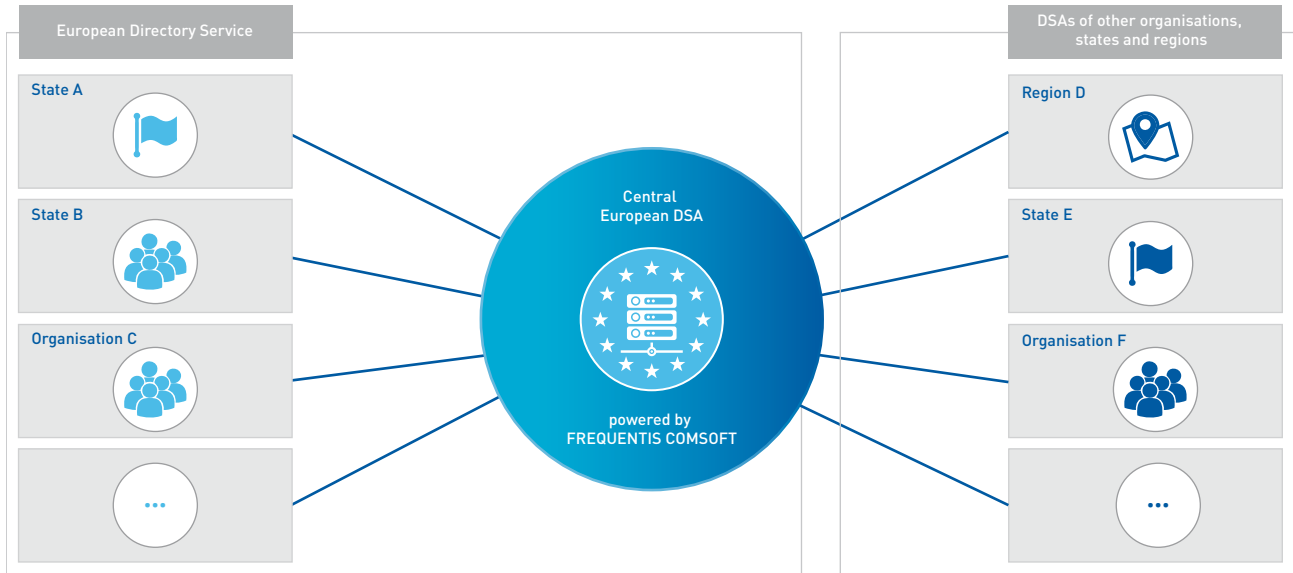 European Directory Service
State A
State B
Organisation C
...
Central
European DSA
powered by
FREQUENTIS COMSOFT
DSAs of other organisations,
states and regions
Region D
State E
Organisation F
...